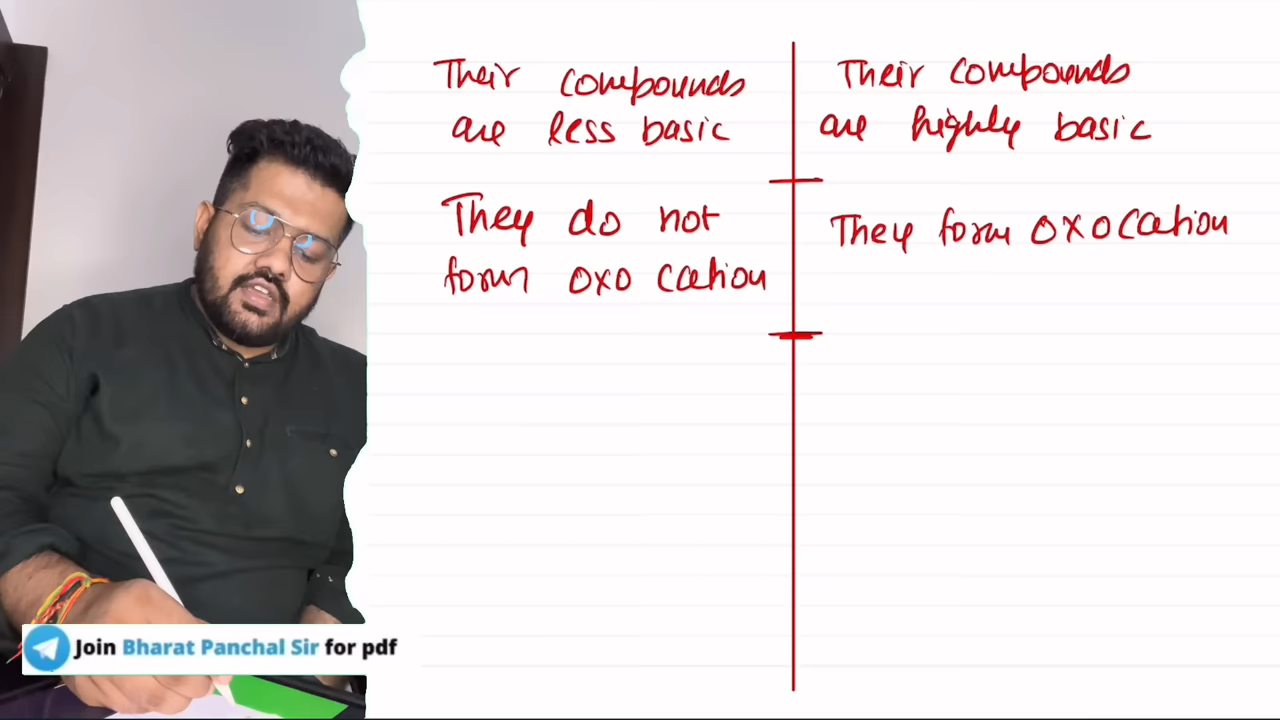 Their compounds
are less basic
They do not
form oxo cation
Their compounds
are highly basic
They form oxocation
Join Bharat Panchal Sir for pdf